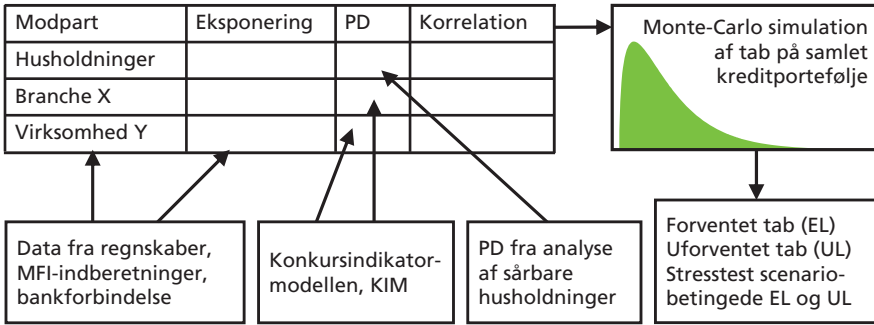 Modpart Eksponering PD Korrelation
Husholdninger
Branche X
Virksomhed Y
Monte-Carlo simulation
af tab på samlet
kreditportefølje
Data fra regnskaber,
MFI-indberetninger,
bankforbindelse
Konkursindikator-
modellen, KIM
PD fra analyse
af sårbare
husholdninger
Forventet tab (EL)
Uforventet tab (UL)
Stresstest scenario-
betingede EL og UL